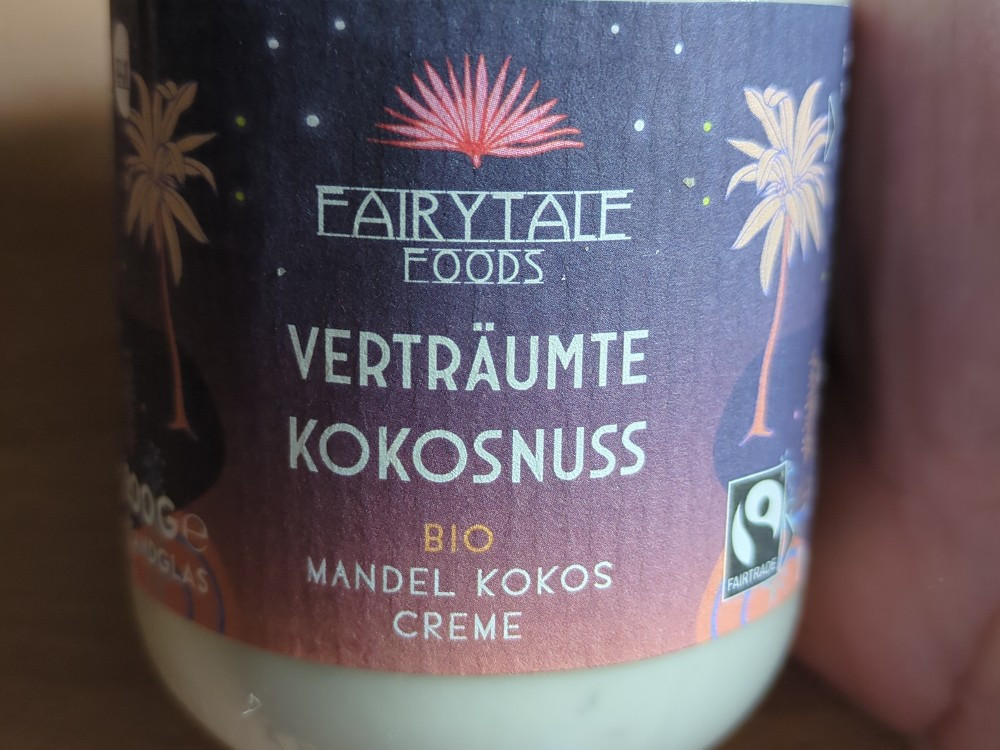 FAIRYTALE
FOODS
VERTRÄUMTE
KOKOSNUSS
BIO
MANDEL KOKOS
CREME
FAIRTRADE